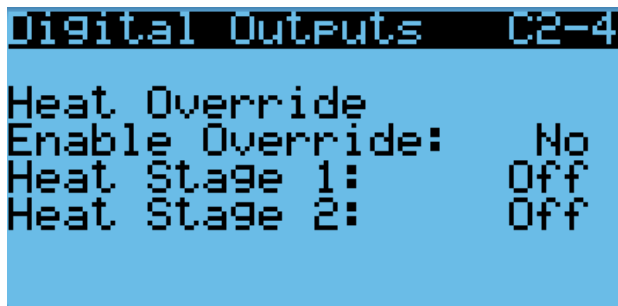 Digital Outputs C2-4
Heat Override
Enable Override: No
Heat Stage 1: Off
Heat Stage 2: Off